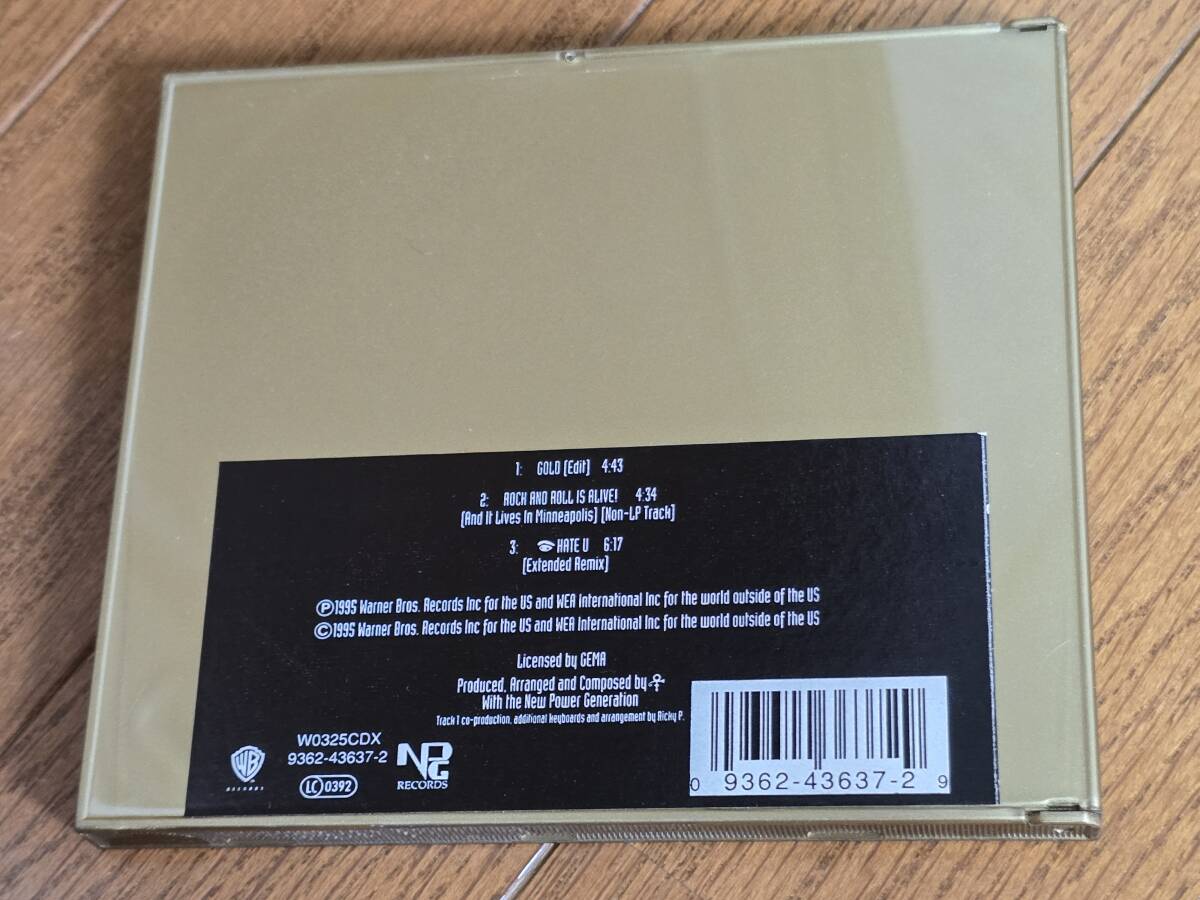 1: GOLD [Edit] 4:43
2: ROCK AND ROLL IS ALIVE! 4:34
[And It Lives In Minneapolis] [Non-LP Track]
3: HATE U 6:17
[Extended Remix]
Ⓟ1995 Warner Bros. Records Inc for the US and WEA International Inc for the world outside of the US
©1995 Warner Bros. Records Inc for the US and WEA International Inc for the world outside of the US
Licensed by GEMA
Produced, Arranged and Composed by
With the New Power Generation
Track 1 co-production, additional keyboards and arrangement by Ricky P.
WB
RECORDS
W0325CDX
9362-43637-2
LC 0392
NPG
RECORDS
0 9362-43637-2 9